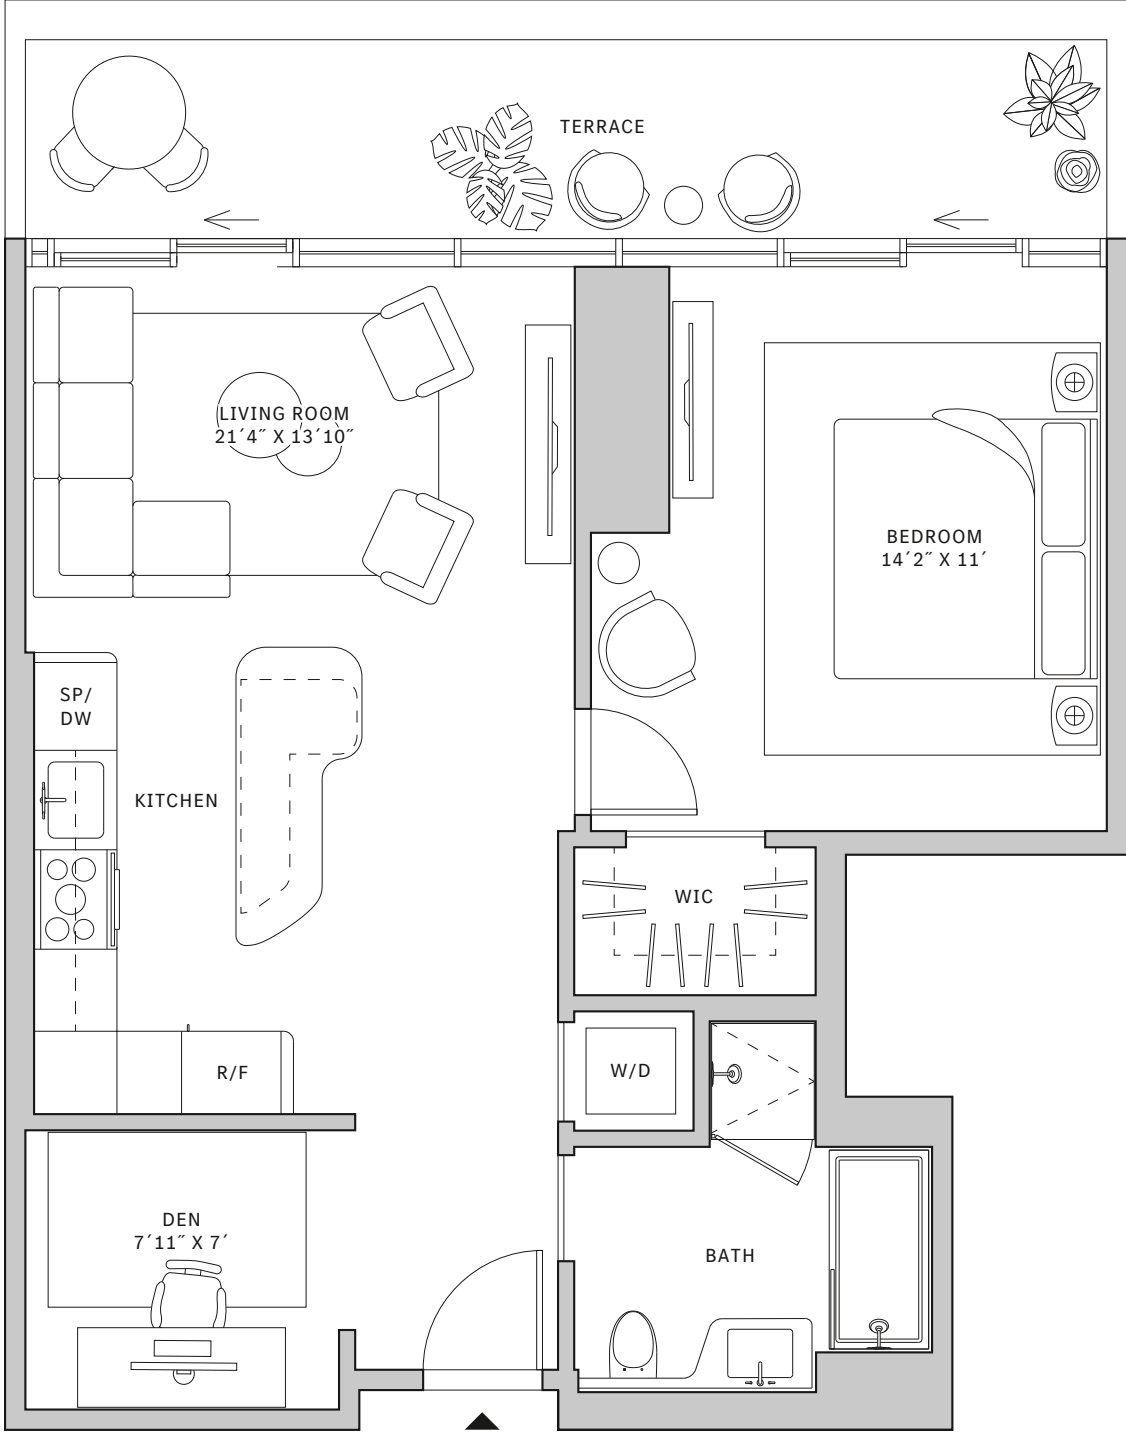 TERRACE
LIVING ROOM
21´4˝ X 13´10˝
BEDROOM
14´2˝ X 11´
SP/
DW
KITCHEN
WIC
R/F
W/D
DEN
7´11˝ X 7´
BATH